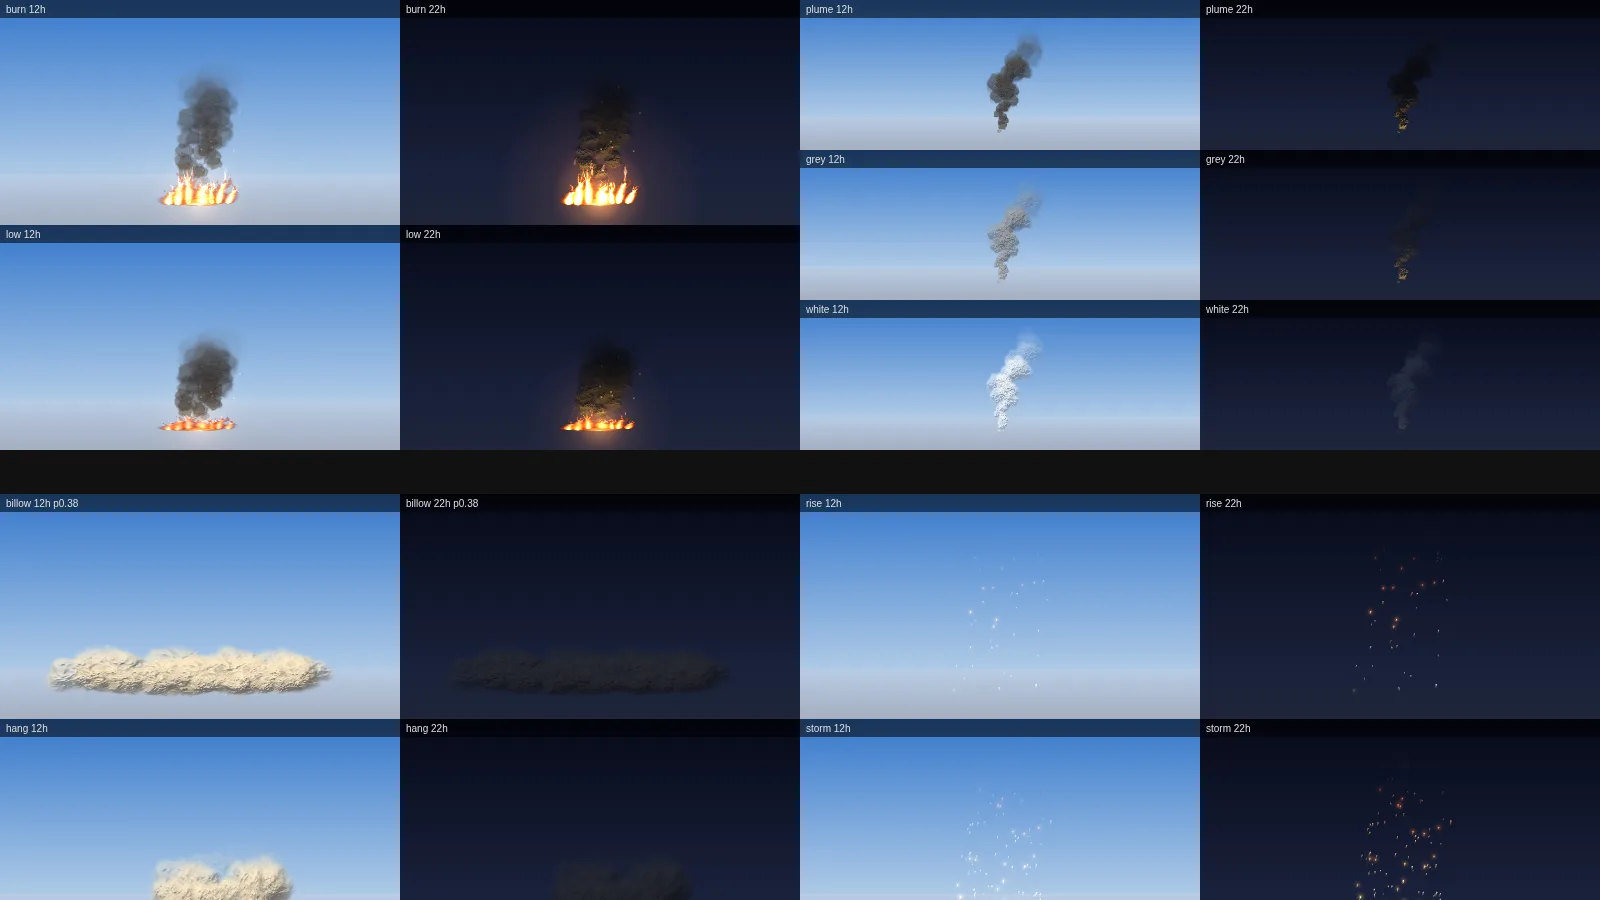 burn 12h
burn 22h
plume 12h
plume 22h
grey 12h
grey 22h
low 12h
low 22h
white 12h
white 22h
billow 12h p0.38
billow 22h p0.38
rise 12h
rise 22h
hang 12h
hang 22h
storm 12h
storm 22h